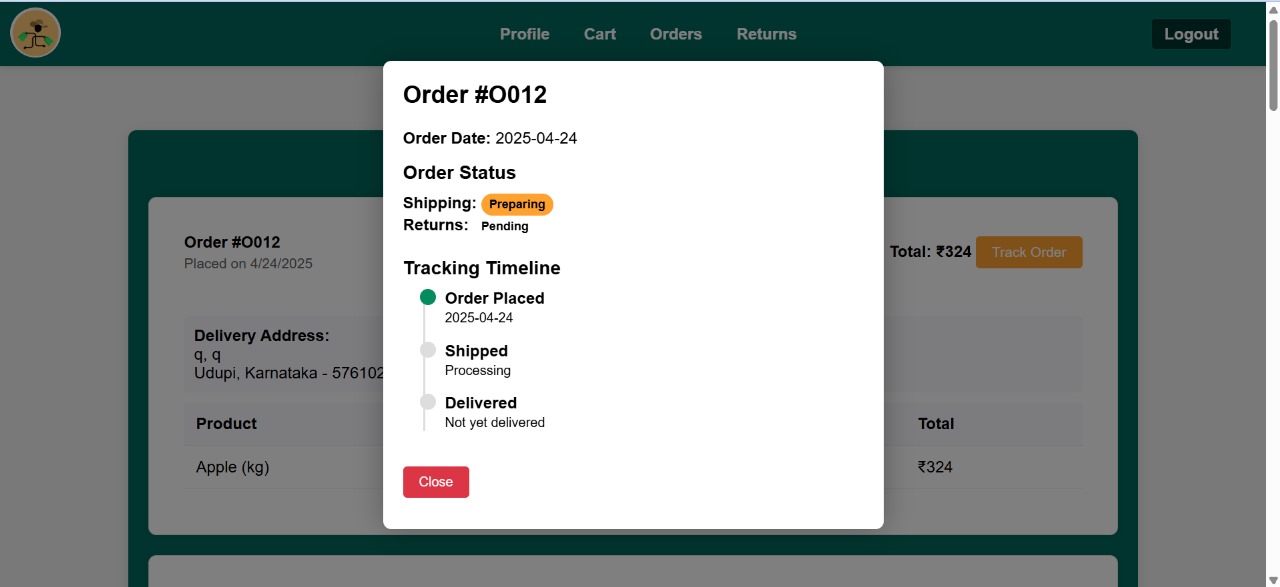 Profile Cart Orders Returns Logout
Order #O012
Order Date: 2025-04-24
Order Status
Shipping: Preparing
Returns: Pending
Tracking Timeline
Order Placed
2025-04-24
Shipped
Processing
Delivered
Not yet delivered
Close
Order #O012
Placed on 4/24/2025
Total: ₹324 Track Order
Delivery Address:
q, q
Udupi, Karnataka - 576102
Product Total
Apple (kg) ₹324